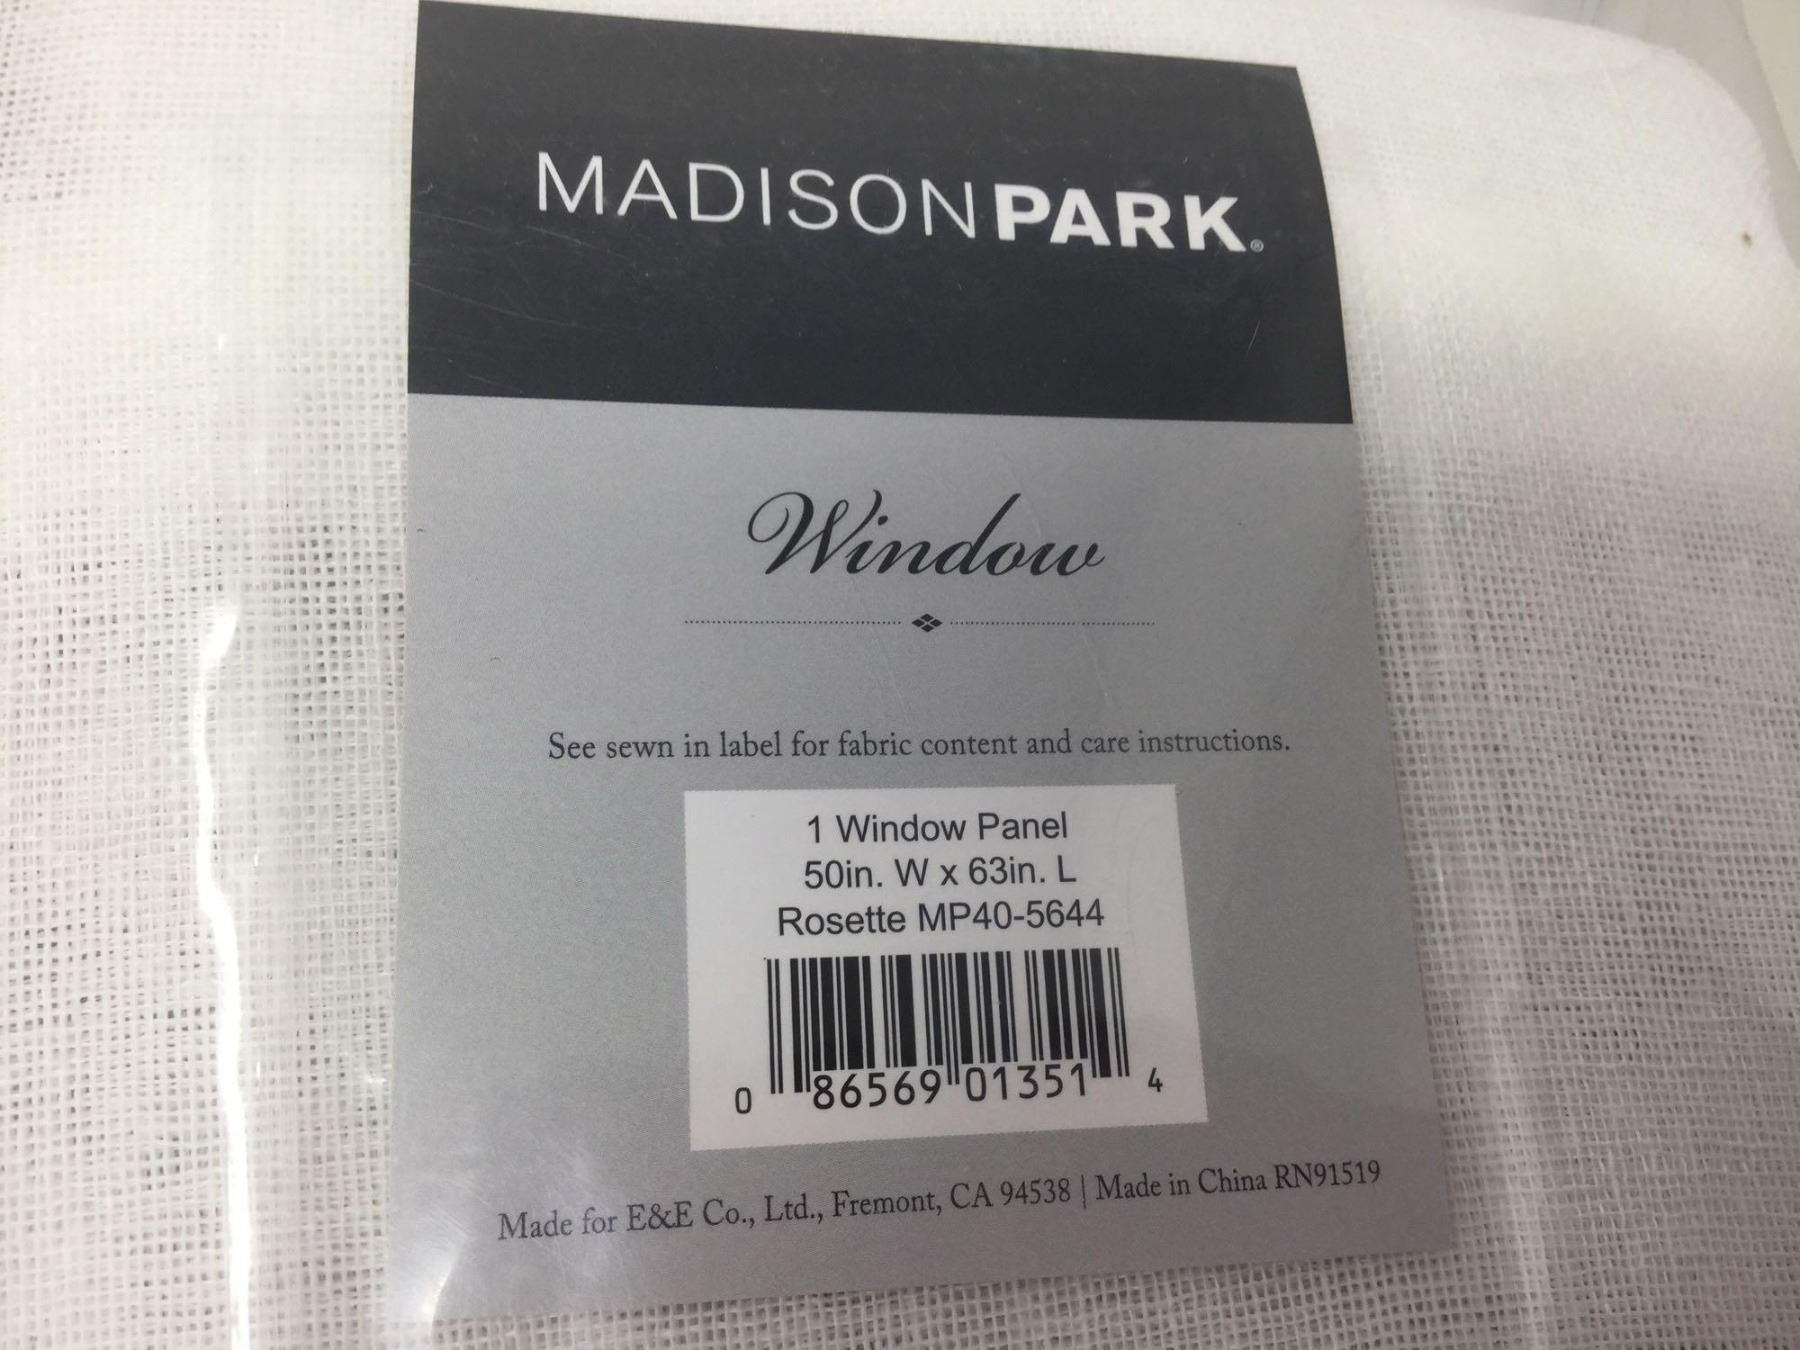 MADISONPARK®
Window
See sewn in label for fabric content and care instructions.
1 Window Panel
50in. W x 63in. L
Rosette MP40-5644
0 86569 01351 4
Made for E&E Co., Ltd., Fremont, CA 94538 | Made in China RN91519